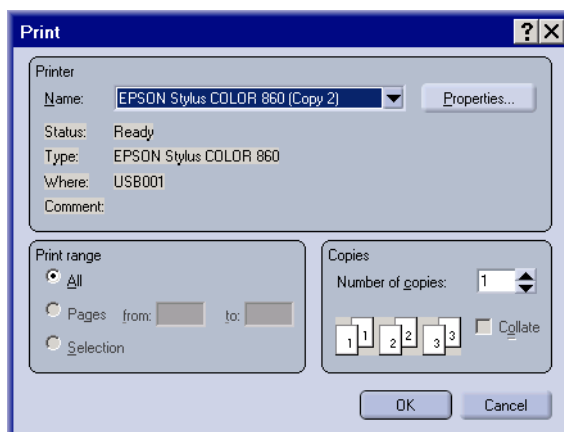 Print
Printer
Name: EPSON Stylus COLOR 860 (Copy 2) Properties...
Status: Ready
Type: EPSON Stylus COLOR 860
Where: USB001
Comment:
Print range
All
Pages from: to:
Selection
Copies
Number of copies: 1
1 1 2 2 3 3
Collate
OK Cancel